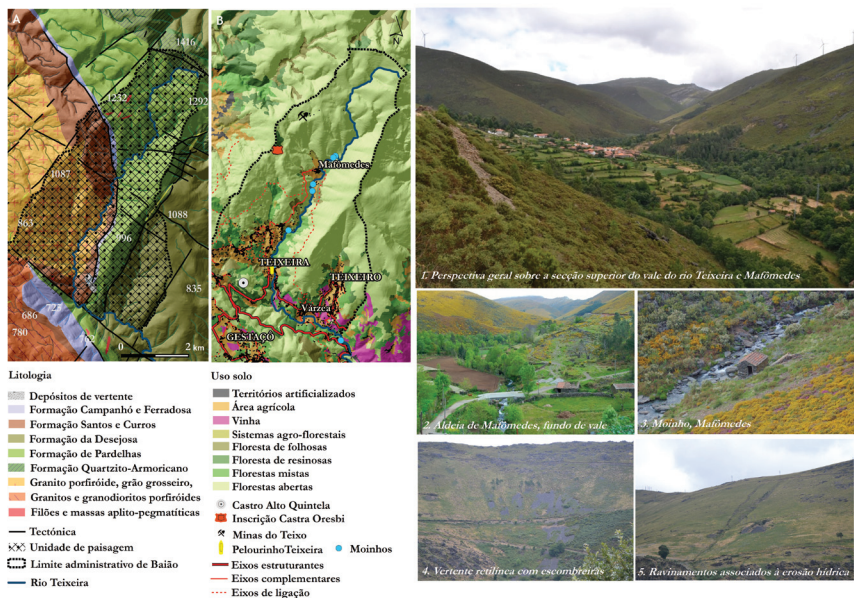 A
1416
1252
1292
1087
863
1088
996
835
725
686
780
0 2 km
B
N
Mafômedes
TEIXEIRA
TEIXEIRÓ
Várzea
GESTAÇÔ
Litologia
Depósitos de vertente
Formação Campanhó e Ferradosa
Formação Santos e Curros
Formação da Desejosa
Formação de Pardelhas
Formação Quartzito-Armoricano
Granito porfiróide, grão grosseiro,
Granitos e granodioritos porfiróides
Filões e massas aplito-pegmatíticas
Tectónica
Unidade de paisagem
Limite administrativo de Baião
Rio Teixeira
Uso solo
Territórios artificializados
Área agrícola
Vinha
Sistemas agro-florestais
Floresta de folhosas
Floresta de resinosas
Florestas mistas
Florestas abertas
Castro Alto Quintela
Inscrição Castra Oresbi
Minas do Teixo
PelourinhoTeixeira
Moinhos
Eixos estruturantes
Eixos complementares
Eixos de ligação
1. Perspectiva geral sobre a secção superior do vale do rio Teixeira e Mafômedes
2. Aldeia de Mafômedes, fundo de vale
3. Moinho, Mafômedes
4. Vertente retilínea com escombreiras
5. Ravinamentos associados à erosão hídrica